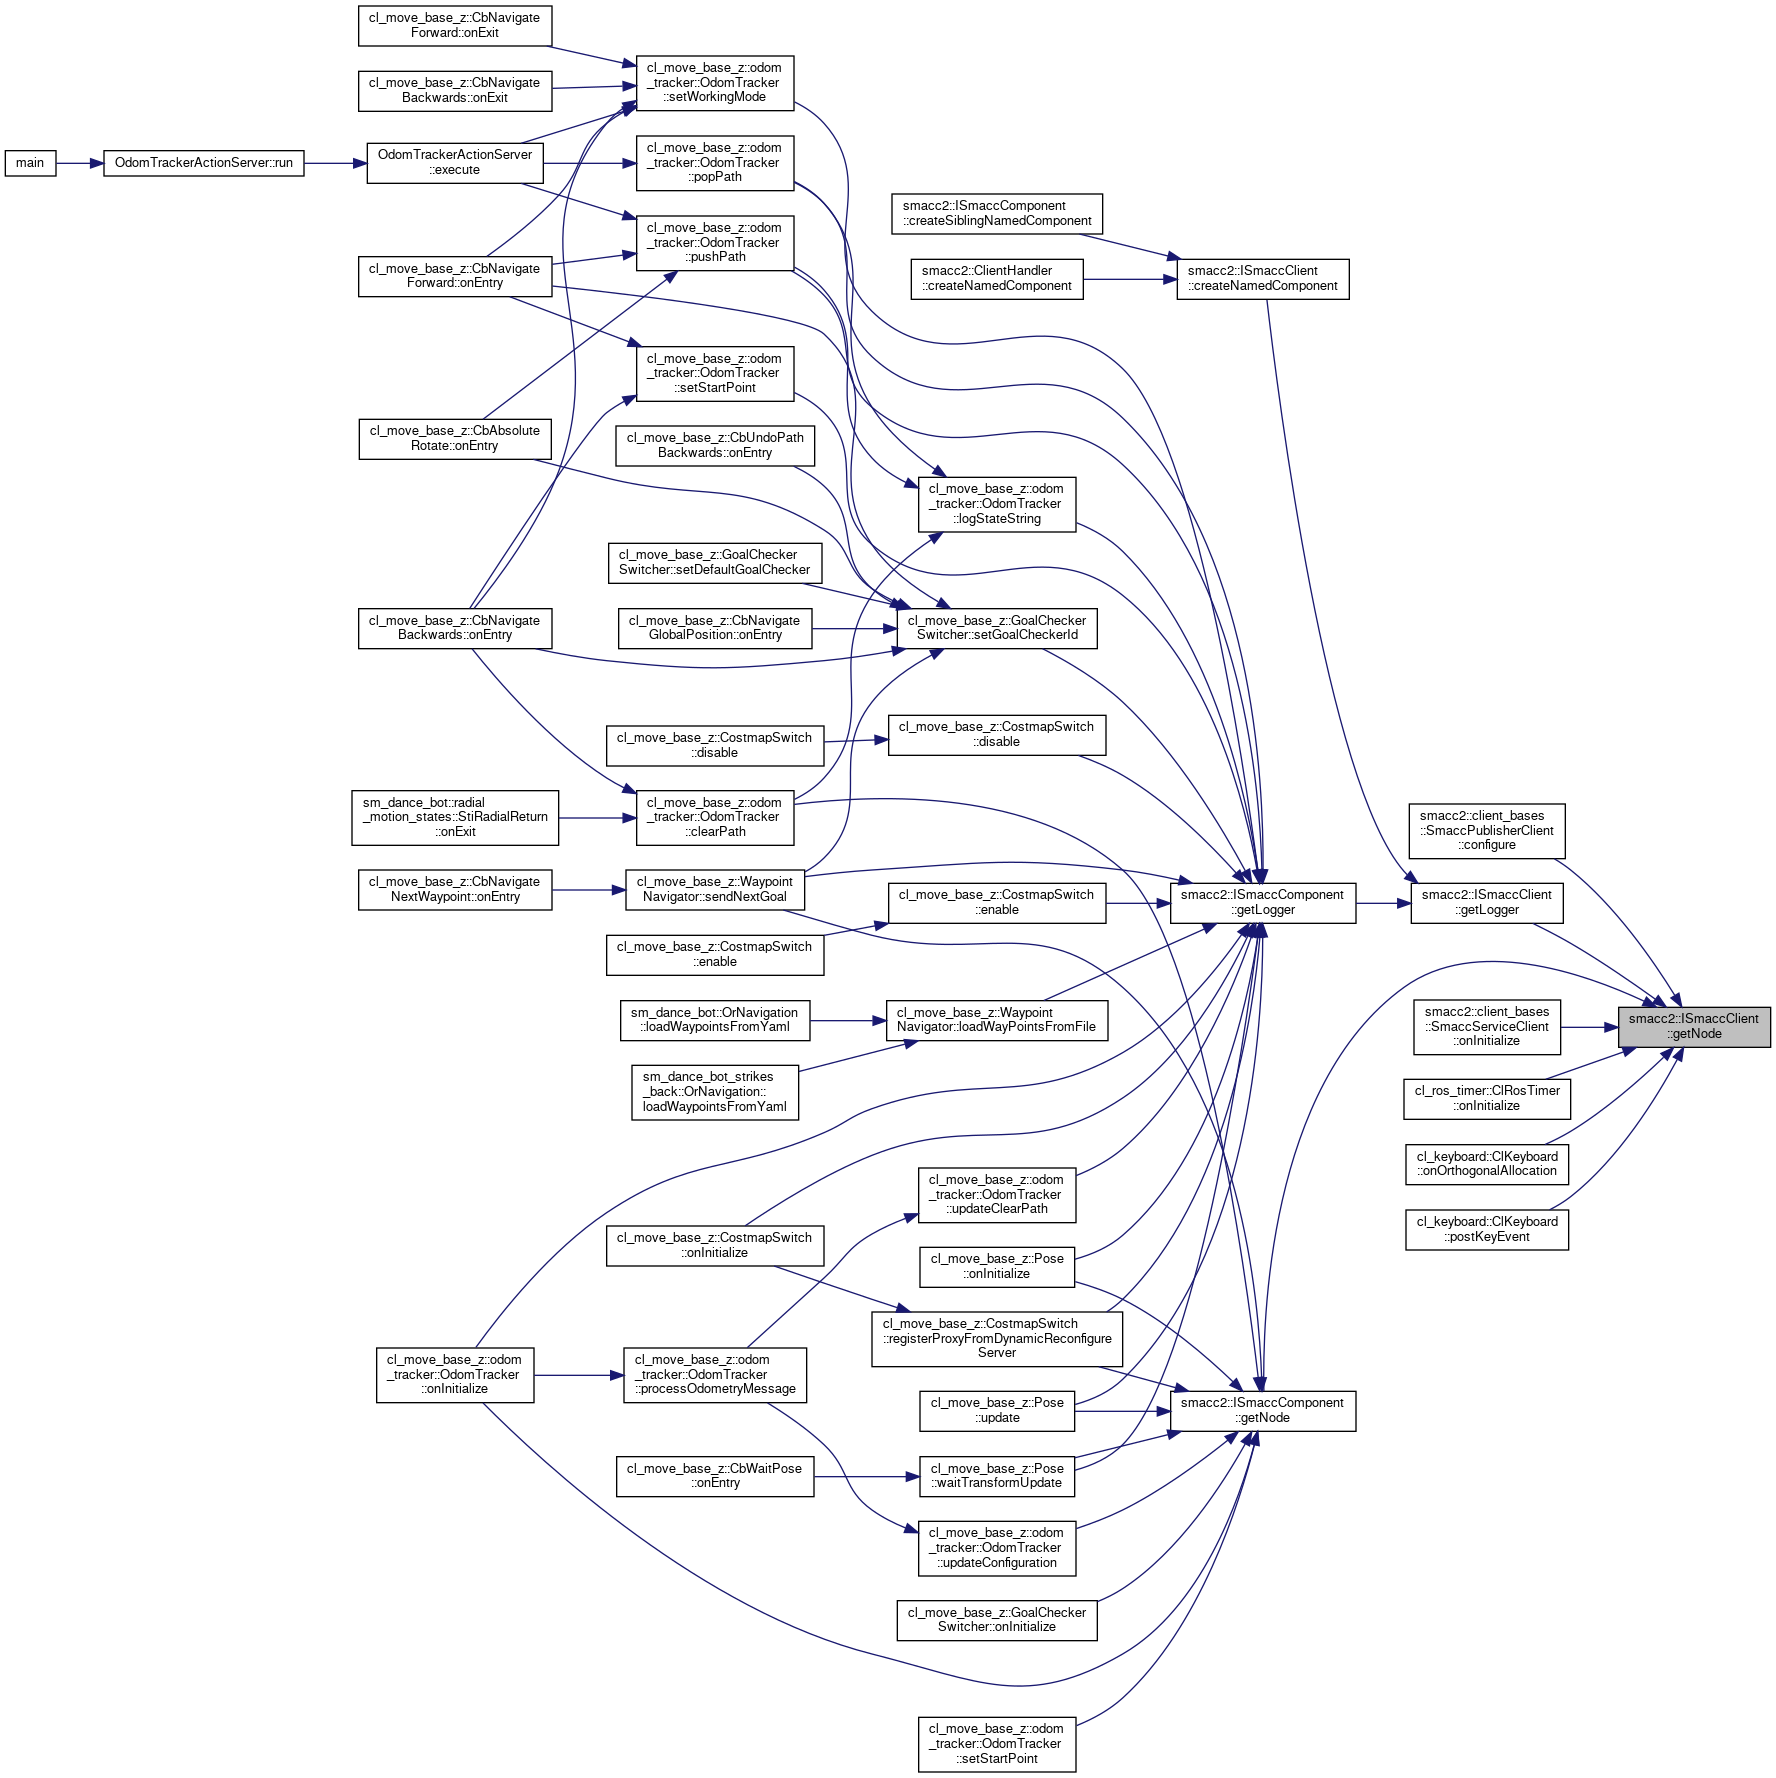 main
OdomTrackerActionServer::run
cl_move_base_z::CbNavigate
Forward::onExit
cl_move_base_z::CbNavigate
Backwards::onExit
OdomTrackerActionServer
::execute
cl_move_base_z::CbNavigate
Forward::onEntry
cl_move_base_z::CbAbsolute
Rotate::onEntry
cl_move_base_z::CbNavigate
Backwards::onEntry
sm_dance_bot::radial
_motion_states::StiRadialReturn
::onExit
cl_move_base_z::CbNavigate
NextWaypoint::onEntry
cl_move_base_z::odom
_tracker::OdomTracker
::onInitialize
cl_move_base_z::odom
_tracker::OdomTracker
::setWorkingMode
cl_move_base_z::odom
_tracker::OdomTracker
::popPath
cl_move_base_z::odom
_tracker::OdomTracker
::pushPath
cl_move_base_z::odom
_tracker::OdomTracker
::setStartPoint
cl_move_base_z::CbUndoPath
Backwards::onEntry
cl_move_base_z::GoalChecker
Switcher::setDefaultGoalChecker
cl_move_base_z::CbNavigate
GlobalPosition::onEntry
cl_move_base_z::CostmapSwitch
::disable
cl_move_base_z::odom
_tracker::OdomTracker
::clearPath
cl_move_base_z::Waypoint
Navigator::sendNextGoal
cl_move_base_z::CostmapSwitch
::enable
sm_dance_bot::OrNavigation
::loadWaypointsFromYaml
sm_dance_bot_strikes
_back::OrNavigation::
loadWaypointsFromYaml
cl_move_base_z::CostmapSwitch
::onInitialize
cl_move_base_z::odom
_tracker::OdomTracker
::processOdometryMessage
cl_move_base_z::CbWaitPose
::onEntry
smacc2::ISmaccComponent
::createSiblingNamedComponent
smacc2::ClientHandler
::createNamedComponent
cl_move_base_z::odom
_tracker::OdomTracker
::logStateString
cl_move_base_z::GoalChecker
Switcher::setGoalCheckerId
cl_move_base_z::CostmapSwitch
::disable
cl_move_base_z::CostmapSwitch
::enable
cl_move_base_z::Waypoint
Navigator::loadWayPointsFromFile
cl_move_base_z::odom
_tracker::OdomTracker
::updateClearPath
cl_move_base_z::Pose
::onInitialize
cl_move_base_z::CostmapSwitch
::registerProxyFromDynamicReconfigure
Server
cl_move_base_z::Pose
::update
cl_move_base_z::Pose
::waitTransformUpdate
cl_move_base_z::odom
_tracker::OdomTracker
::updateConfiguration
cl_move_base_z::GoalChecker
Switcher::onInitialize
cl_move_base_z::odom
_tracker::OdomTracker
::setStartPoint
smacc2::ISmaccClient
::createNamedComponent
smacc2::ISmaccComponent
::getLogger
smacc2::ISmaccComponent
::getNode
smacc2::client_bases
::SmaccPublisherClient
::configure
smacc2::ISmaccClient
::getLogger
smacc2::client_bases
::SmaccServiceClient
::onInitialize
cl_ros_timer::ClRosTimer
::onInitialize
cl_keyboard::ClKeyboard
::onOrthogonalAllocation
cl_keyboard::ClKeyboard
::postKeyEvent
smacc2::ISmaccClient
::getNode